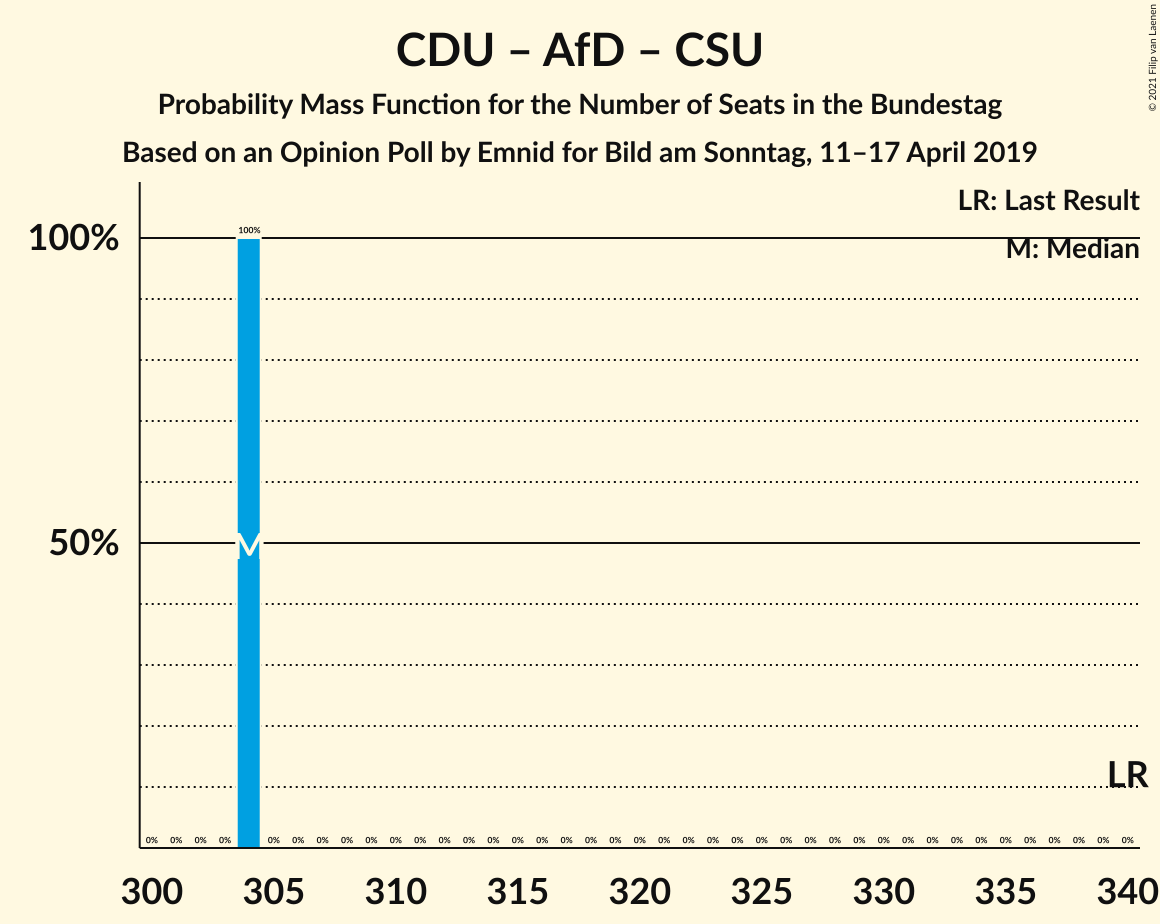 CDU – AfD – CSU
Probability Mass Function for the Number of Seats in the Bundestag
Based on an Opinion Poll by Emnid for Bild am Sonntag, 11–17 April 2019
© 2021 Filip van Laenen
LR: Last Result
M: Median
100%
50%
100%
M
LR
0% 0% 0% 0% 0% 0% 0% 0% 0% 0% 0% 0% 0% 0% 0% 0% 0% 0% 0% 0% 0% 0% 0% 0% 0% 0% 0% 0% 0% 0% 0% 0% 0% 0% 0% 0% 0% 0% 0% 0%
300 305 310 315 320 325 330 335 340